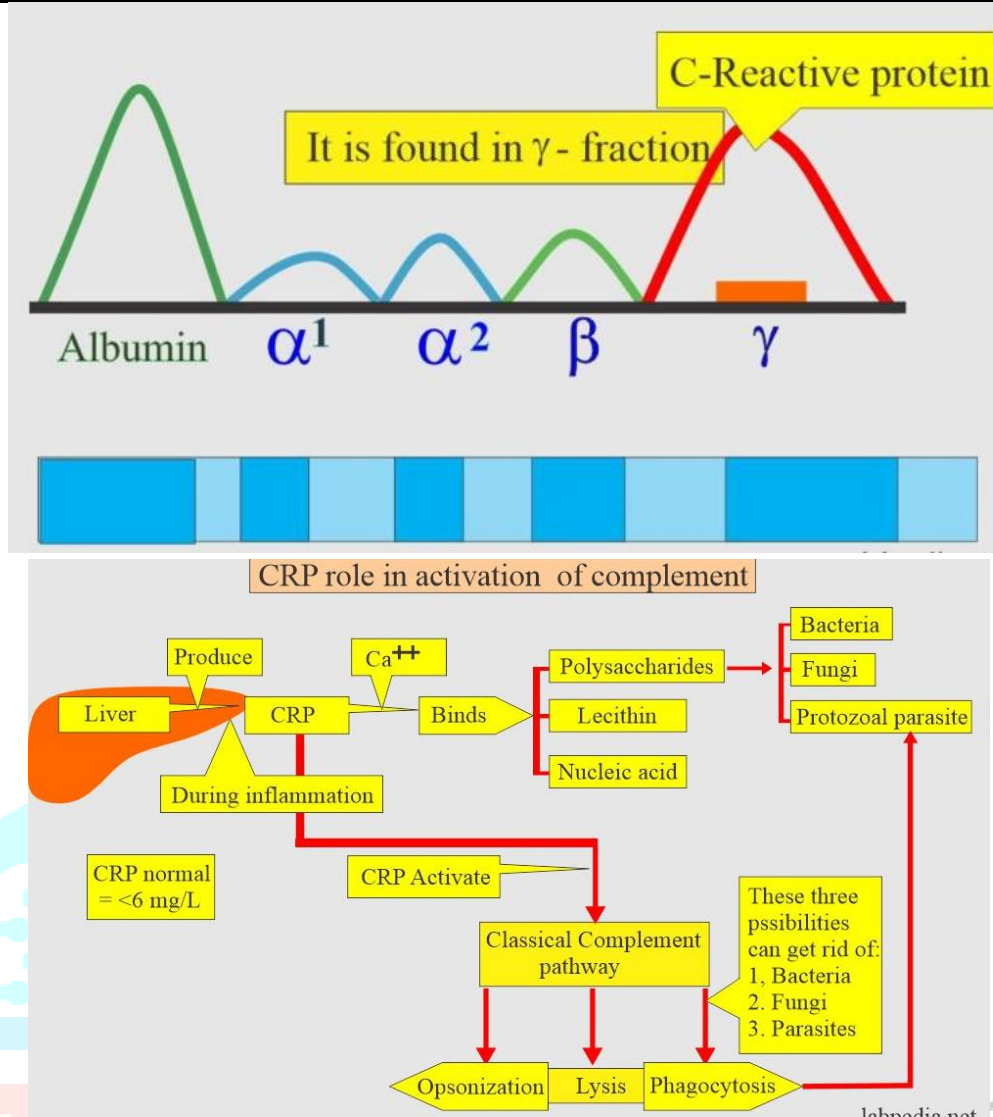 C-Reactive protein
It is found in γ - fraction
Albumin
α1
α2
β
γ
CRP role in activation of complement
Produce
Ca++
Liver
CRP
Binds
Polysaccharides
Lecithin
Nucleic acid
Bacteria
Fungi
Protozoal parasite
During inflammation
CRP normal
= <6 mg/L
CRP Activate
Classical Complement
pathway
These three
pssibilities
can get rid of:
1, Bacteria
2. Fungi
3. Parasites
Opsonization
Lysis
Phagocytosis
labpedia.net